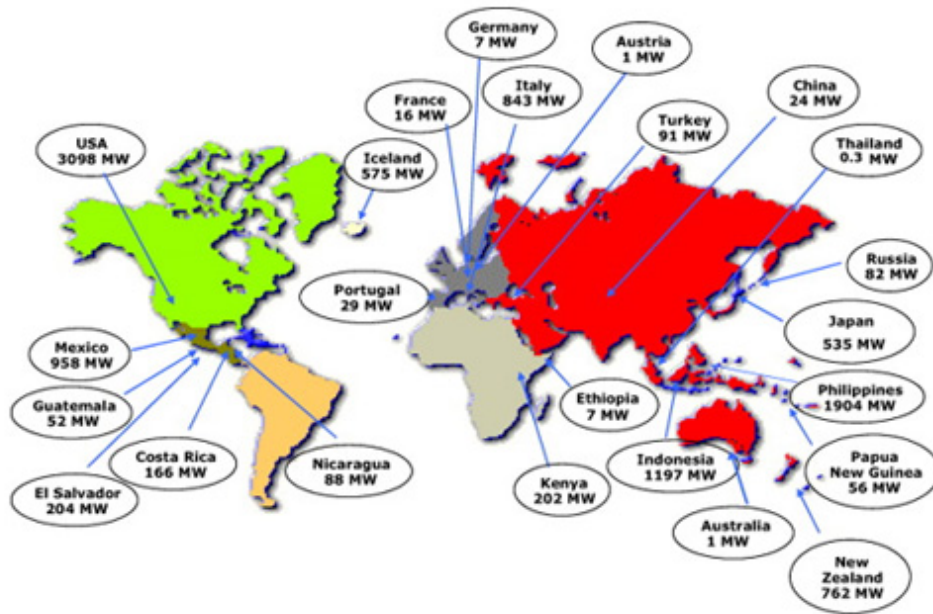 Germany
7 MW
Austria
1 MW
Italy
843 MW
France
16 MW
China
24 MW
Turkey
91 MW
USA
3098 MW
Iceland
575 MW
Thailand
0.3 MW
Russia
82 MW
Portugal
29 MW
Japan
535 MW
Mexico
958 MW
Philippines
1904 MW
Guatemala
52 MW
Ethiopia
7 MW
Costa Rica
166 MW
Nicaragua
88 MW
Indonesia
1197 MW
Papua
New Guinea
56 MW
Kenya
202 MW
El Salvador
204 MW
Australia
1 MW
New
Zealand
762 MW